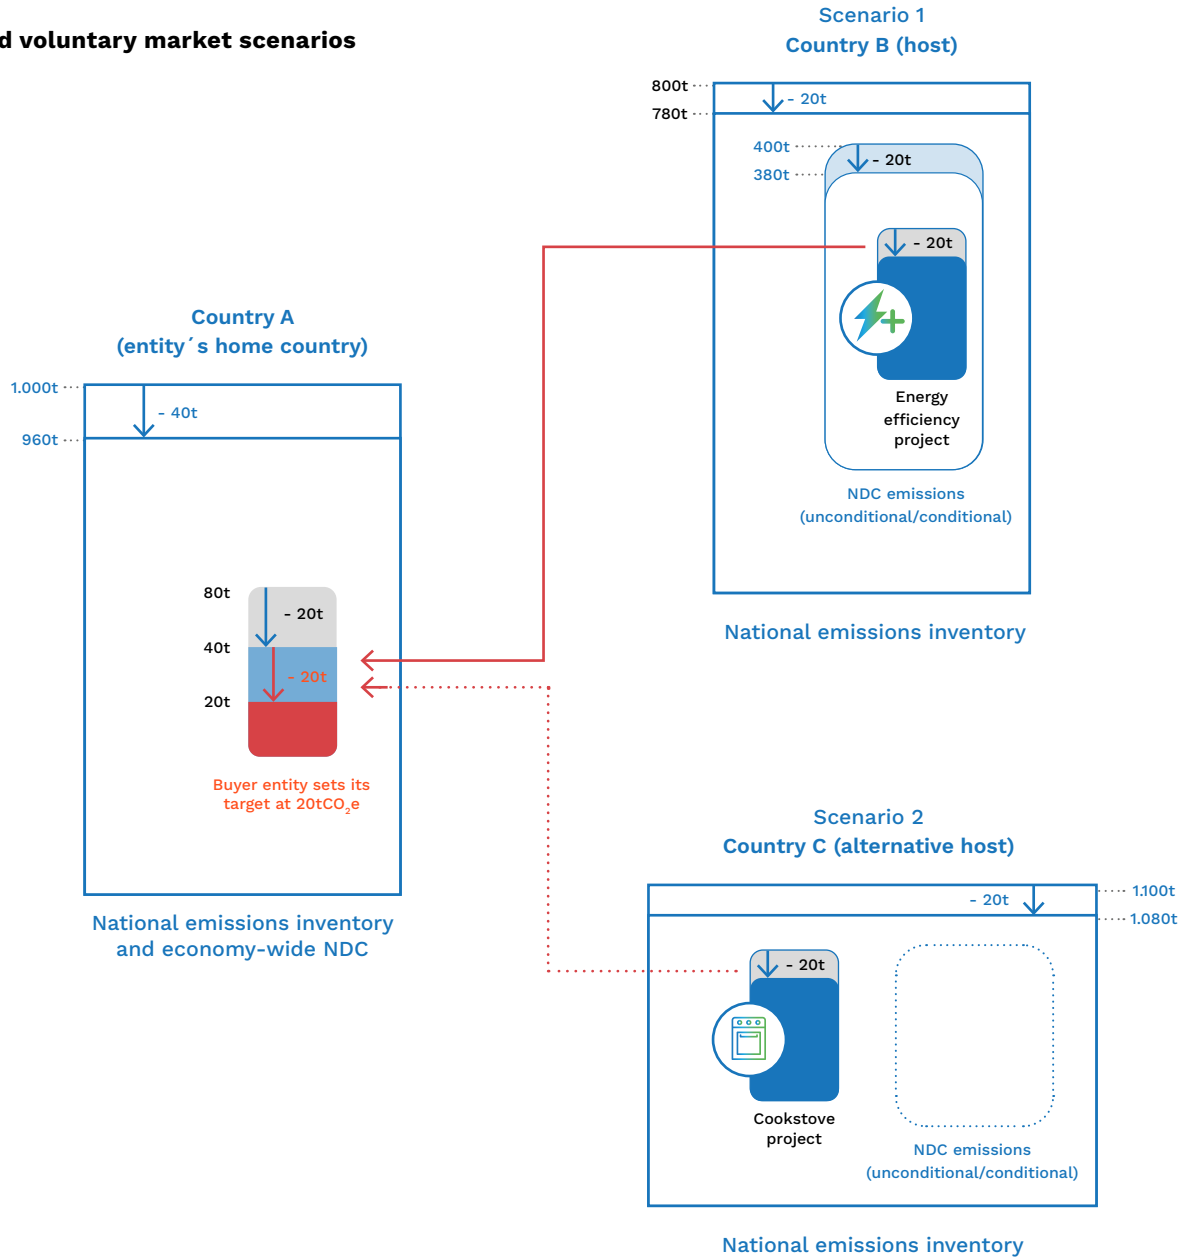 d voluntary market scenarios
Scenario 1
Country B (host)
800t
- 20t
780t
400t
- 20t
380t
- 20t
Energy
efficiency
project
NDC emissions
(unconditional/conditional)
National emissions inventory
Country A
(entity´s home country)
1.000t
- 40t
960t
80t
- 20t
40t
- 20t
20t
Buyer entity sets its
target at 20tCO₂e
National emissions inventory
and economy-wide NDC
Scenario 2
Country C (alternative host)
1.100t
- 20t
1.080t
- 20t
Cookstove
project
NDC emissions
(unconditional/conditional)
National emissions inventory